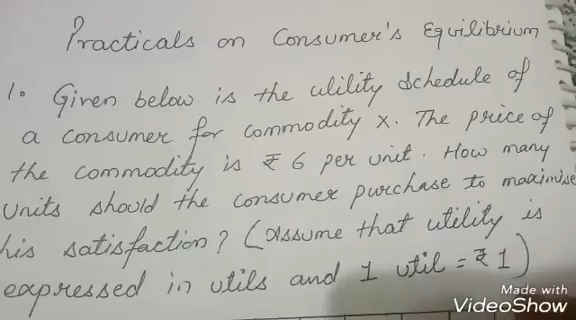 Practicals on Consumer's Equilibrium
1. Given below is the utility schedule of
a consumer for commodity x. The price of
the commodity is ₹ 6 per unit. How many
units should the consumer purchase to maximise
his satisfaction? (Assume that utility is
expressed in utils and 1 util = ₹ 1)
Made with
VideoShow